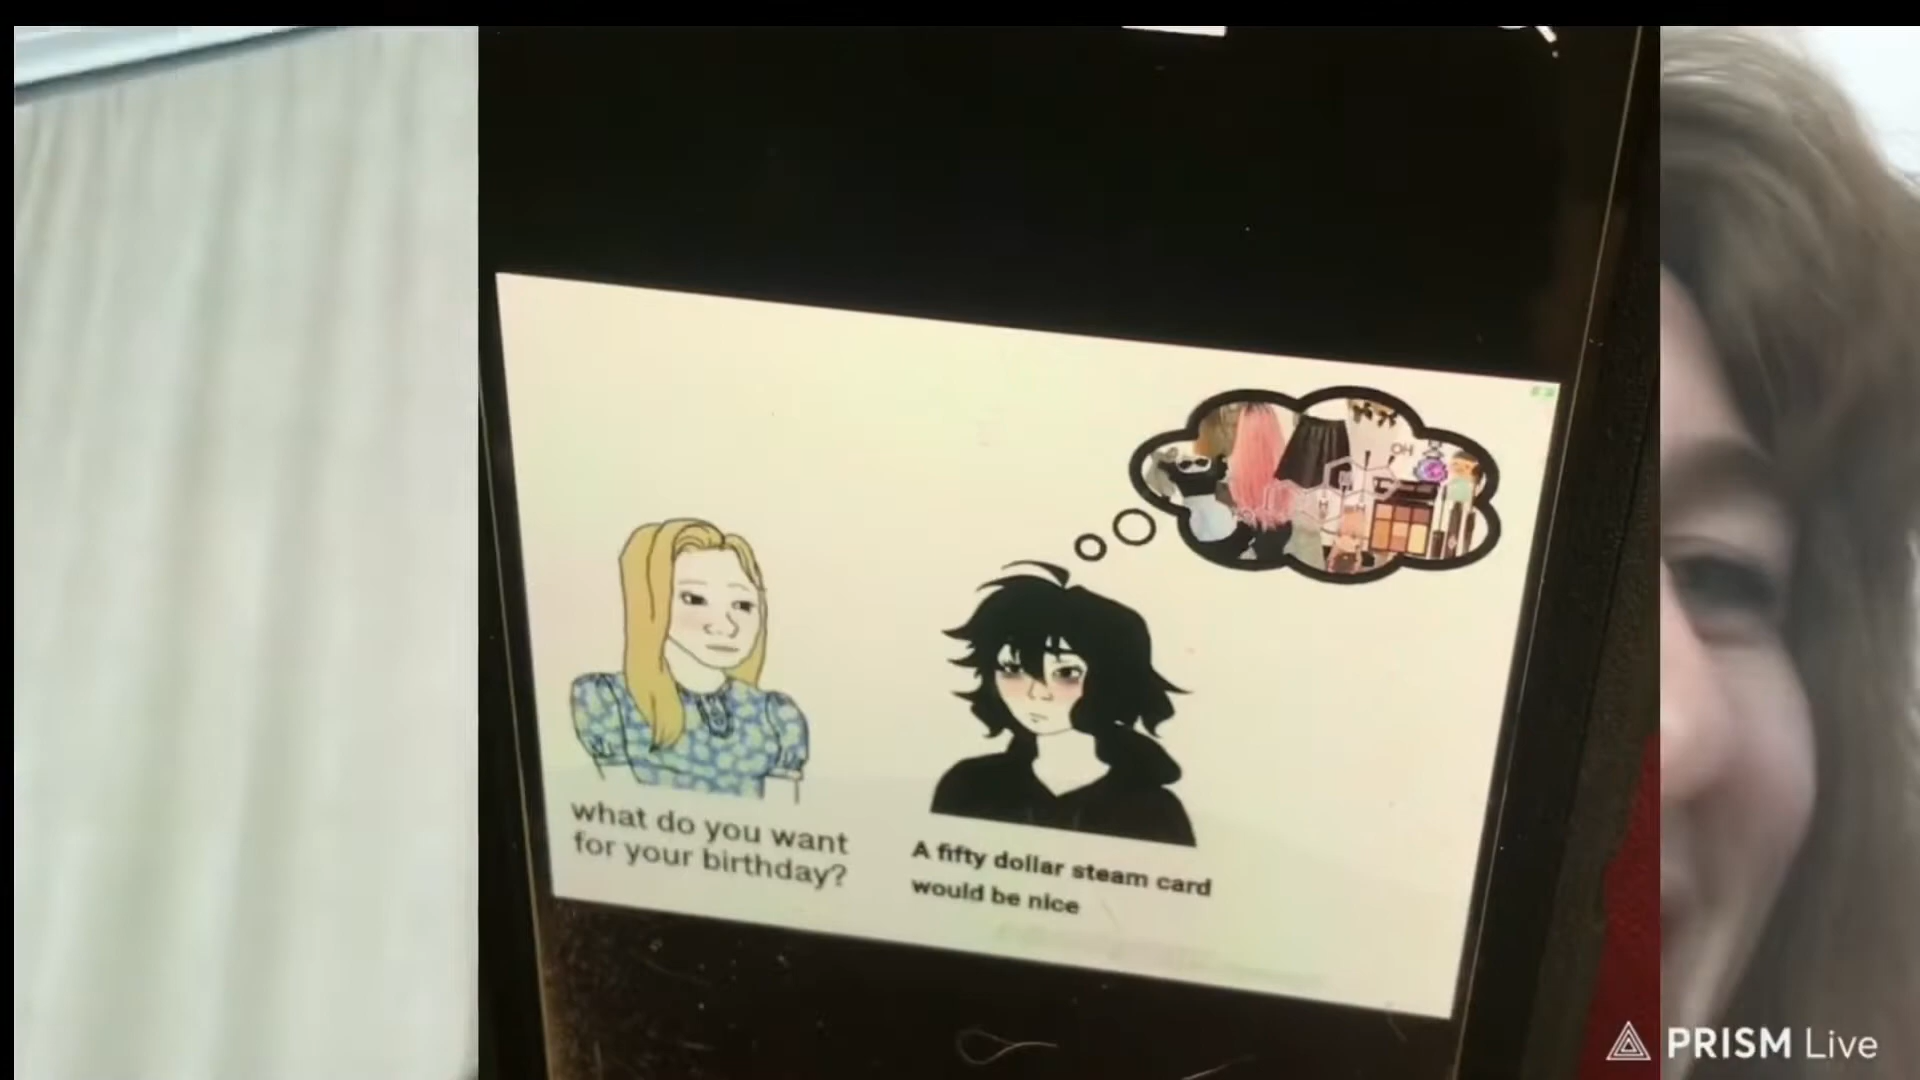 OH
H
H
H
what do you want
for your birthday?
A fifty dollar steam card
would be nice
PRISM Live